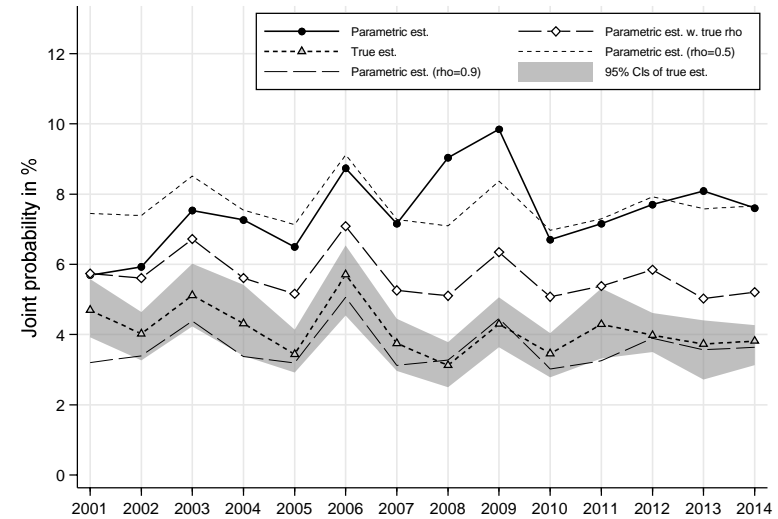 Parametric est.
Parametric est. w. true rho
True est.
Parametric est. (rho=0.5)
Parametric est. (rho=0.9)
95% CIs of true est.
Joint probability in %
12
10
8
6
4
2
0
2001 2002 2003 2004 2005 2006 2007 2008 2009 2010 2011 2012 2013 2014